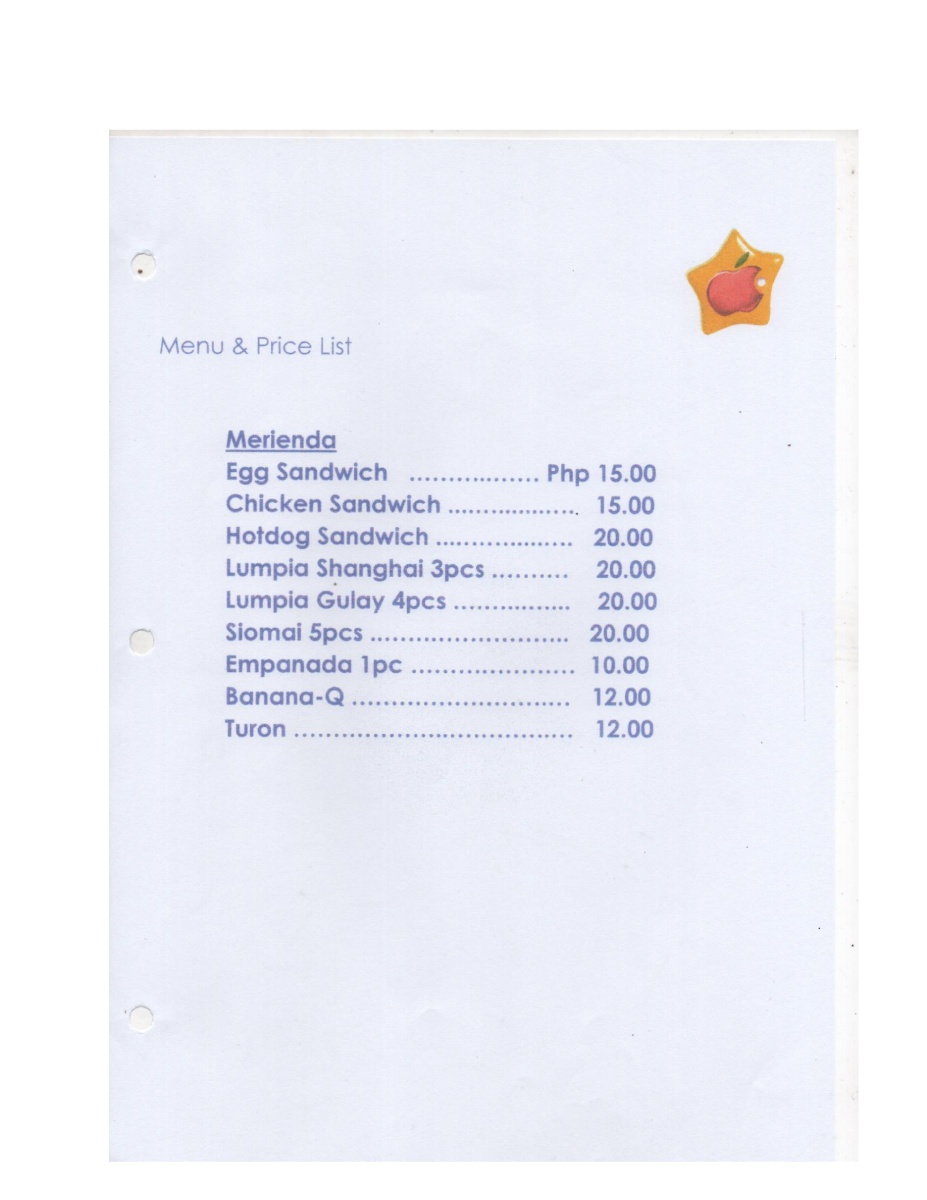 Menu & Price List
Merienda
Egg Sandwich .................. Php 15.00
Chicken Sandwich .................. 15.00
Hotdog Sandwich ................... 20.00
Lumpia Shanghai 3pcs .......... 20.00
Lumpia Gulay 4pcs ................ 20.00
Siomai 5pcs ........................... 20.00
Empanada 1pc ...................... 10.00
Banana-Q ............................. 12.00
Turon ..................................... 12.00